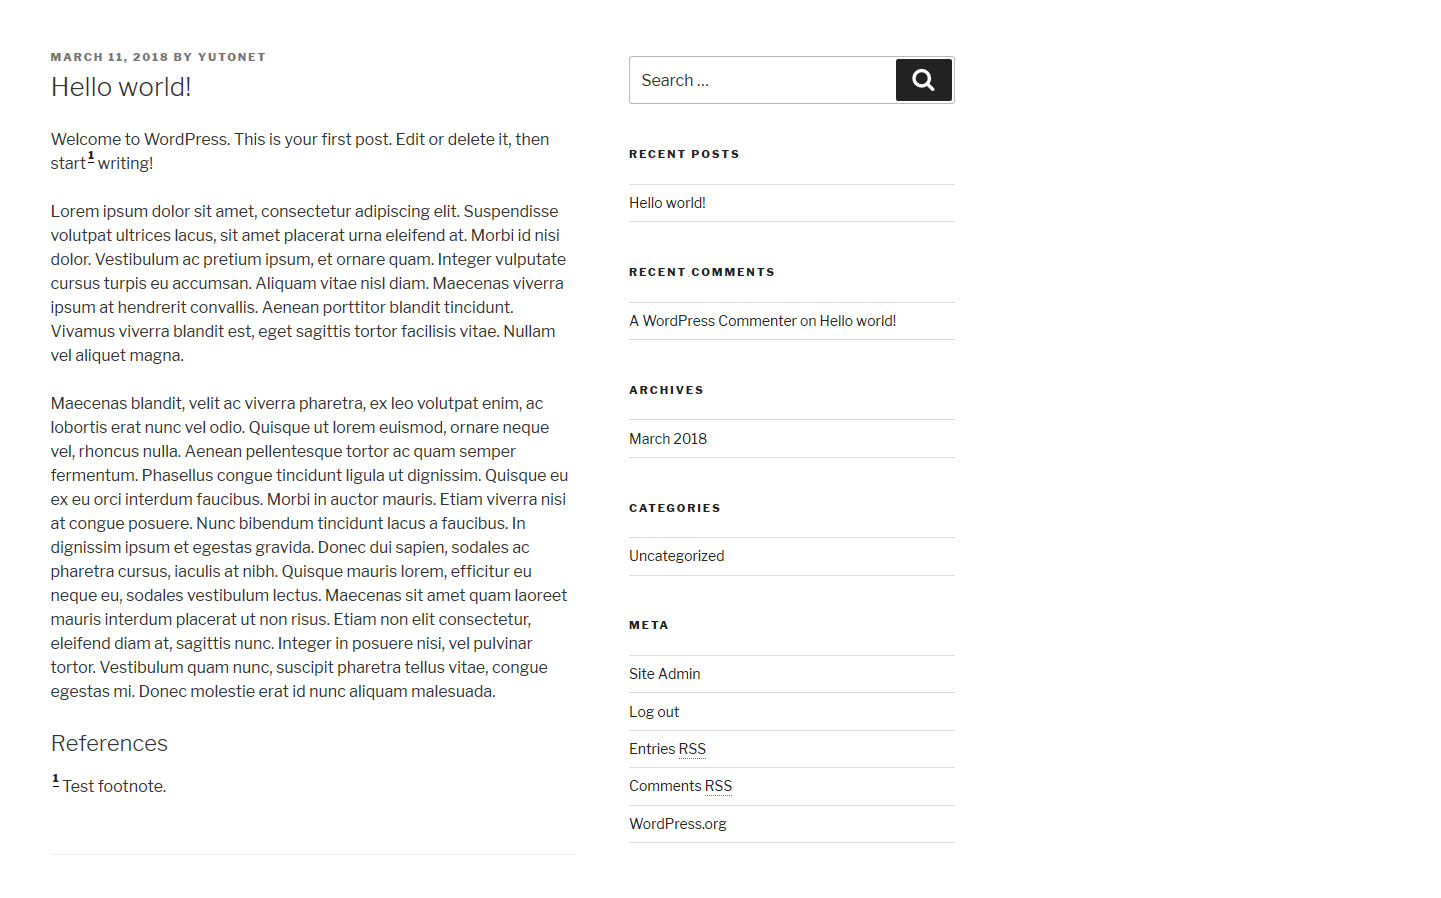 MARCH 11, 2018 BY YUTONET
Hello world!
Welcome to WordPress. This is your first post. Edit or delete it, then
start1 writing!
Lorem ipsum dolor sit amet, consectetur adipiscing elit. Suspendisse
volutpat ultrices lacus, sit amet placerat urna eleifend at. Morbi id nisi
dolor. Vestibulum ac pretium ipsum, et ornare quam. Integer vulputate
cursus turpis eu accumsan. Aliquam vitae nisl diam. Maecenas viverra
ipsum at hendrerit convallis. Aenean porttitor blandit tincidunt.
Vivamus viverra blandit est, eget sagittis tortor facilisis vitae. Nullam
vel aliquet magna.
Maecenas blandit, velit ac viverra pharetra, ex leo volutpat enim, ac
lobortis erat nunc vel odio. Quisque ut lorem euismod, ornare neque
vel, rhoncus nulla. Aenean pellentesque tortor ac quam semper
fermentum. Phasellus congue tincidunt ligula ut dignissim. Quisque eu
ex eu orci interdum faucibus. Morbi in auctor mauris. Etiam viverra nisi
at congue posuere. Nunc bibendum tincidunt lacus a faucibus. In
dignissim ipsum et egestas gravida. Donec dui sapien, sodales ac
pharetra cursus, iaculis at nibh. Quisque mauris lorem, efficitur eu
neque eu, sodales vestibulum lectus. Maecenas sit amet quam laoreet
mauris interdum placerat ut non risus. Etiam non elit consectetur,
eleifend diam at, sagittis nunc. Integer in posuere nisi, vel pulvinar
tortor. Vestibulum quam nunc, suscipit pharetra tellus vitae, congue
egestas mi. Donec molestie erat id nunc aliquam malesuada.
References
1 Test footnote.
Search …
RECENT POSTS
Hello world!
RECENT COMMENTS
A WordPress Commenter on Hello world!
ARCHIVES
March 2018
CATEGORIES
Uncategorized
META
Site Admin
Log out
Entries RSS
Comments RSS
WordPress.org